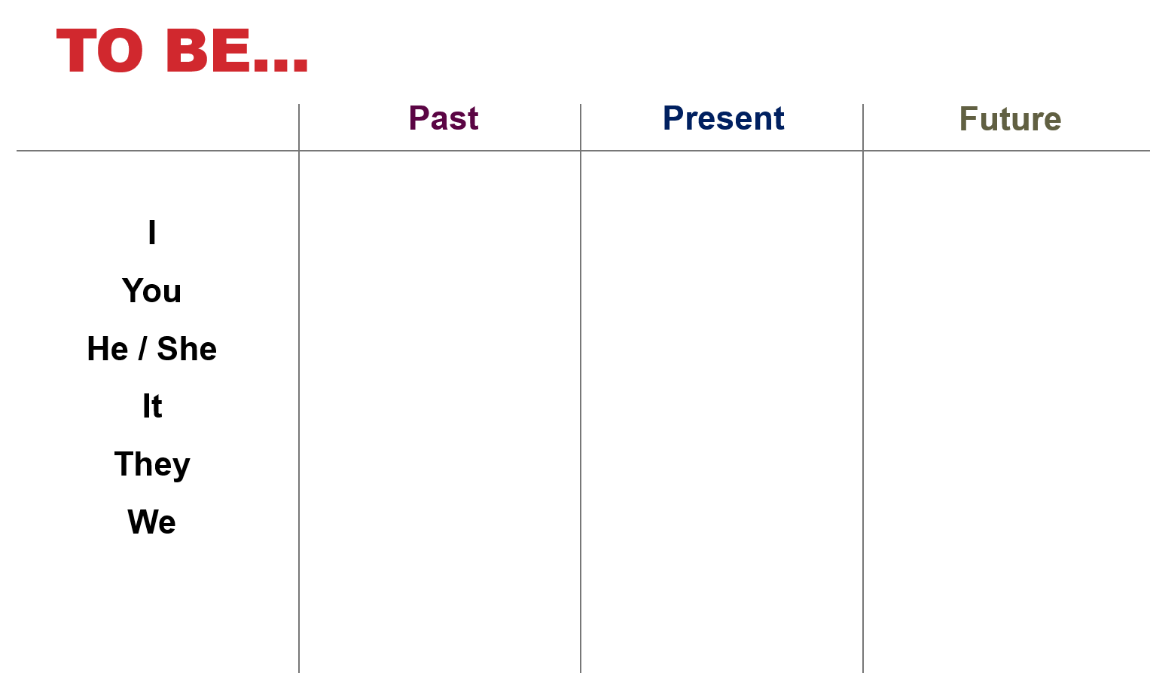 TO BE...
Past Present Future
I
You
He / She
It
They
We